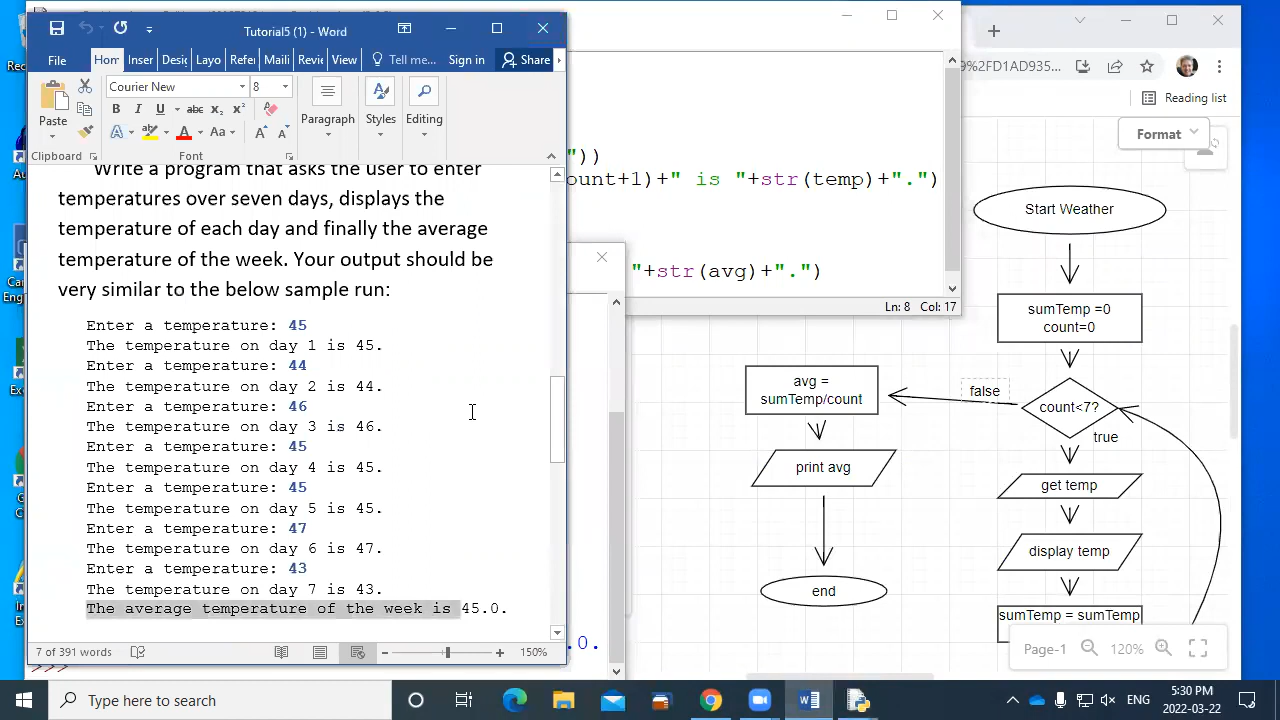 Tutorial5 (1) - Word
File
Hom
Inser
Desig
Layo
Refer
Maili
Revie
View
Tell me...
Sign in
Share
Paste
Courier New
8
B I U abc x₂ x²
A A Aa A A
Paragraph
Styles
Editing
Clipboard
Font
Write a program that asks the user to enter
temperatures over seven days, displays the
temperature of each day and finally the average
temperature of the week. Your output should be
very similar to the below sample run:
Enter a temperature: 45
The temperature on day 1 is 45.
Enter a temperature: 44
The temperature on day 2 is 44.
Enter a temperature: 46
The temperature on day 3 is 46.
Enter a temperature: 45
The temperature on day 4 is 45.
Enter a temperature: 45
The temperature on day 5 is 45.
Enter a temperature: 47
The temperature on day 6 is 47.
Enter a temperature: 43
The temperature on day 7 is 43.
The average temperature of the week is 45.0.
7 of 391 words
150%
"))
ount+1)+" is "+str(temp)+".")
"+str(avg)+".")
Ln: 8 Col: 17
.0.
>>>
9%2FD1AD935...
Reading list
Format
Start Weather
sumTemp =0
count=0
count<7?
false
true
avg =
sumTemp/count
print avg
end
get temp
display temp
sumTemp = sumTemp
Page-1
120%
Type here to search
ENG
5:30 PM
2022-03-22